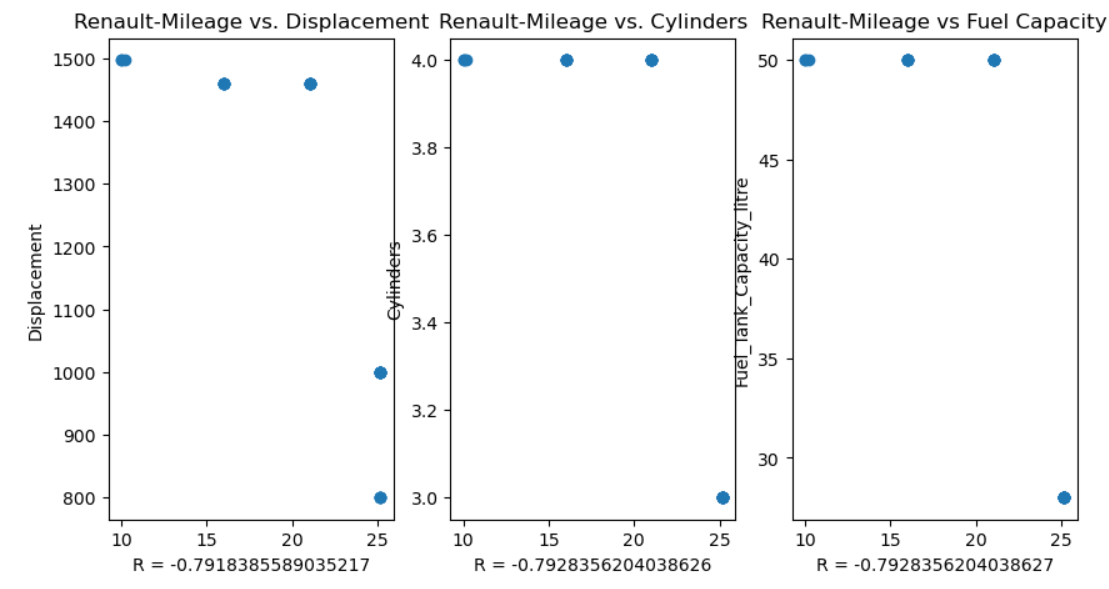 Renault-Mileage vs. Displacement
Displacement
1500
1400
1300
1200
1100
1000
900
800
10 15 20 25
R = -0.7918385589035217
Renault-Mileage vs. Cylinders
Cylinders
4.0
3.8
3.6
3.4
3.2
3.0
10 15 20 25
R = -0.7928356204038626
Renault-Mileage vs Fuel Capacity
Fuel_Tank_Capacity_litre
50
45
40
35
30
10 15 20 25
R = -0.7928356204038627